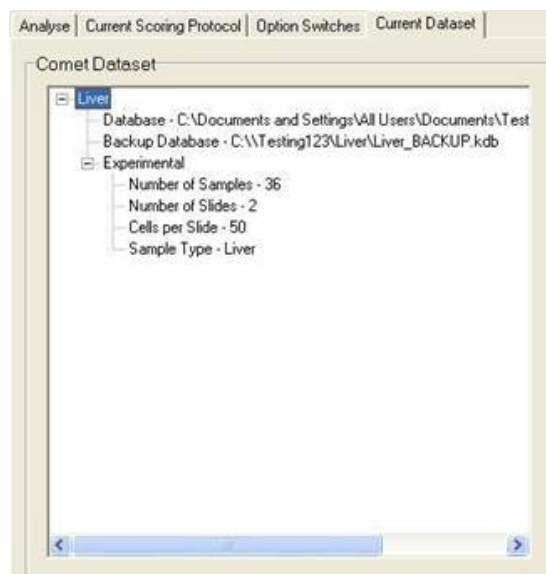 Analyse Current Scoring Protocol Option Switches Current Dataset
Comet Dataset
Liver
Database - C:\Documents and Settings\All Users\Documents\Test
Backup Database - C:\\Testing123\Liver\Liver_BACKUP.kdb
Experimental
Number of Samples - 36
Number of Slides - 2
Cells per Slide - 50
Sample Type - Liver